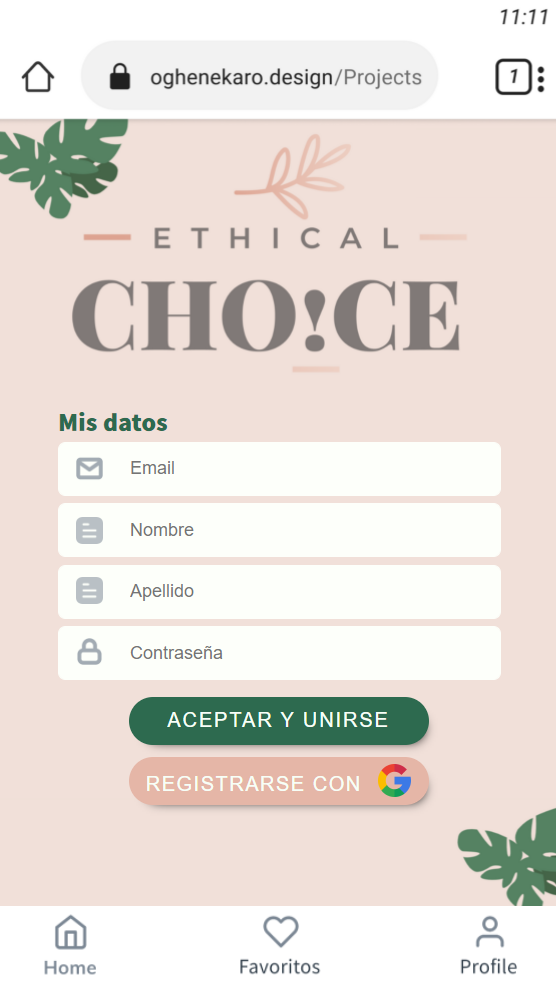 11:11
oghenekaro.design/Projects
1
ETHICAL
CHO!CE
Mis datos
Email
Nombre
Apellido
Contraseña
ACEPTAR Y UNIRSE
REGISTRARSE CON G
Home
Favoritos
Profile